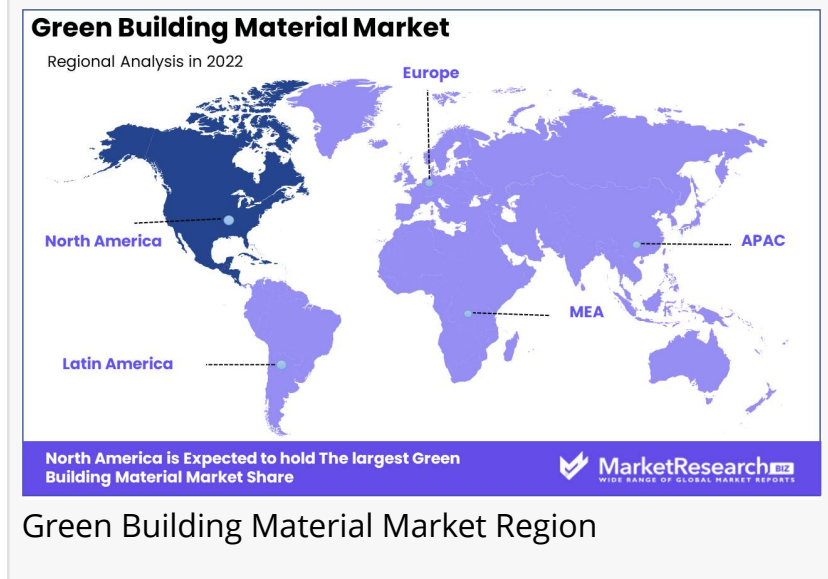 Green Building Material Market
Regional Analysis in 2022
Europe
North America
APAC
MEA
Latin America
North America is Expected to hold The largest Green
Building Material Market Share
MarketResearch BIZ
WIDE RANGE OF GLOBAL MARKET REPORTS
Green Building Material Market Region